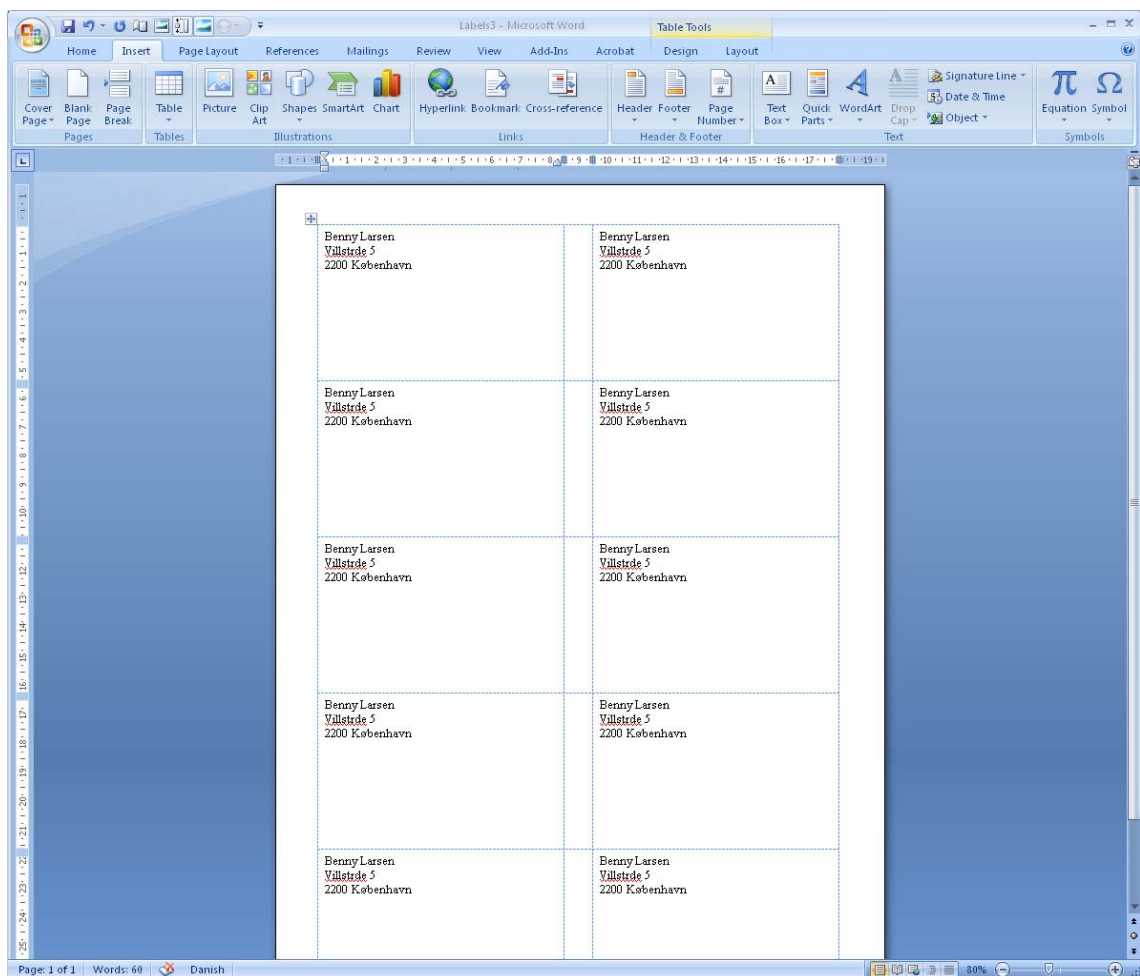 Labels3 - Microsoft Word
Table Tools
Home Insert Page Layout References Mailings Review View Add-Ins Acrobat Design Layout
Cover Page Blank Page Page Break Table Picture Clip Art Shapes SmartArt Chart Hyperlink Bookmark Cross-reference Header Footer Page Number Text Box Quick Parts WordArt Drop Cap
Signature Line
Date & Time
Object
Equation Symbol
Pages Tables Illustrations Links Header & Footer Text Symbols
Benny Larsen
Villstrde 5
2200 København
Benny Larsen
Villstrde 5
2200 København
Benny Larsen
Villstrde 5
2200 København
Benny Larsen
Villstrde 5
2200 København
Benny Larsen
Villstrde 5
2200 København
Benny Larsen
Villstrde 5
2200 København
Benny Larsen
Villstrde 5
2200 København
Benny Larsen
Villstrde 5
2200 København
Benny Larsen
Villstrde 5
2200 København
Benny Larsen
Villstrde 5
2200 København
Page: 1 of 1 Words: 60 Danish 80%